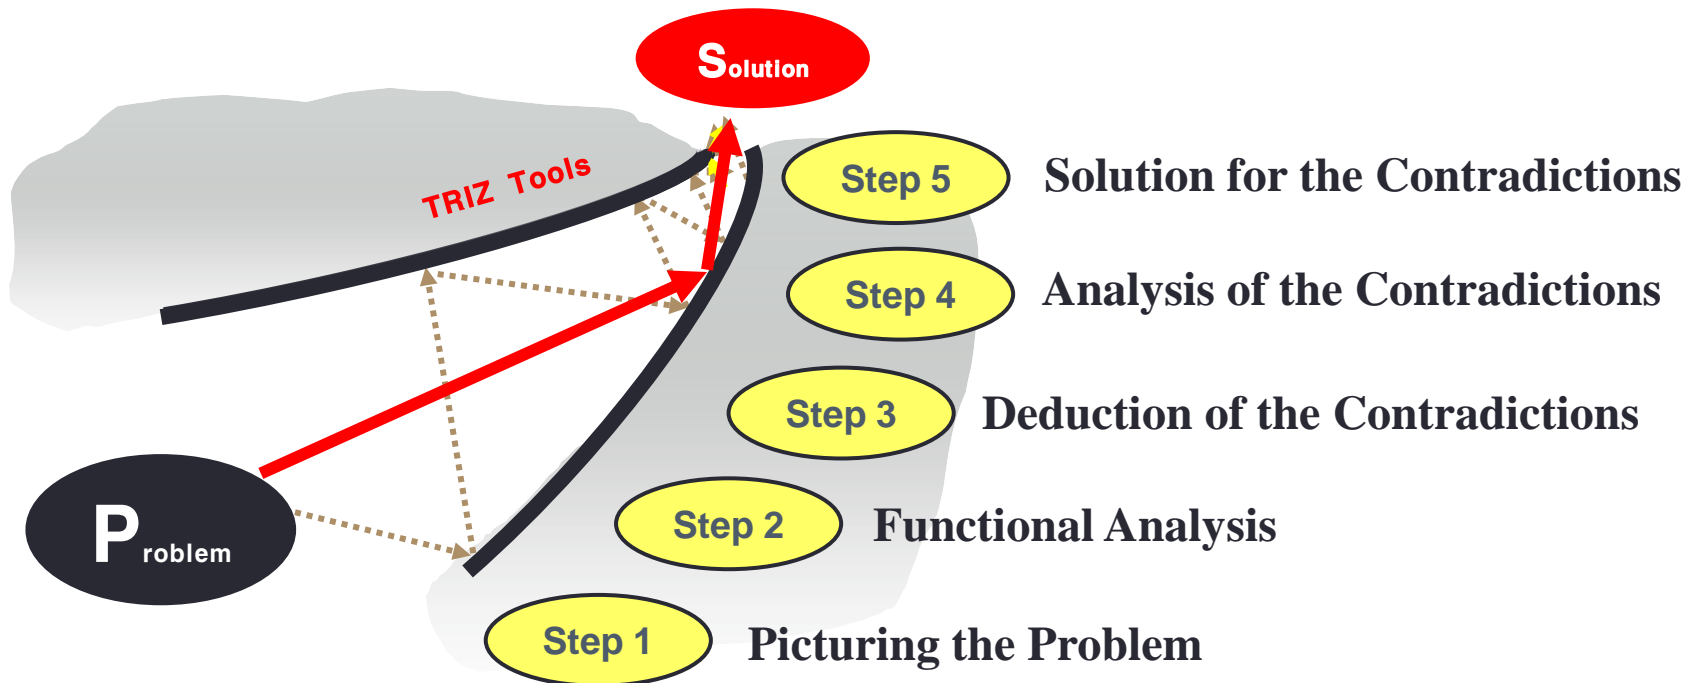 Solution
TRIZ Tools
Step 5 Solution for the Contradictions
Step 4 Analysis of the Contradictions
Step 3 Deduction of the Contradictions
Problem
Step 2 Functional Analysis
Step 1 Picturing the Problem